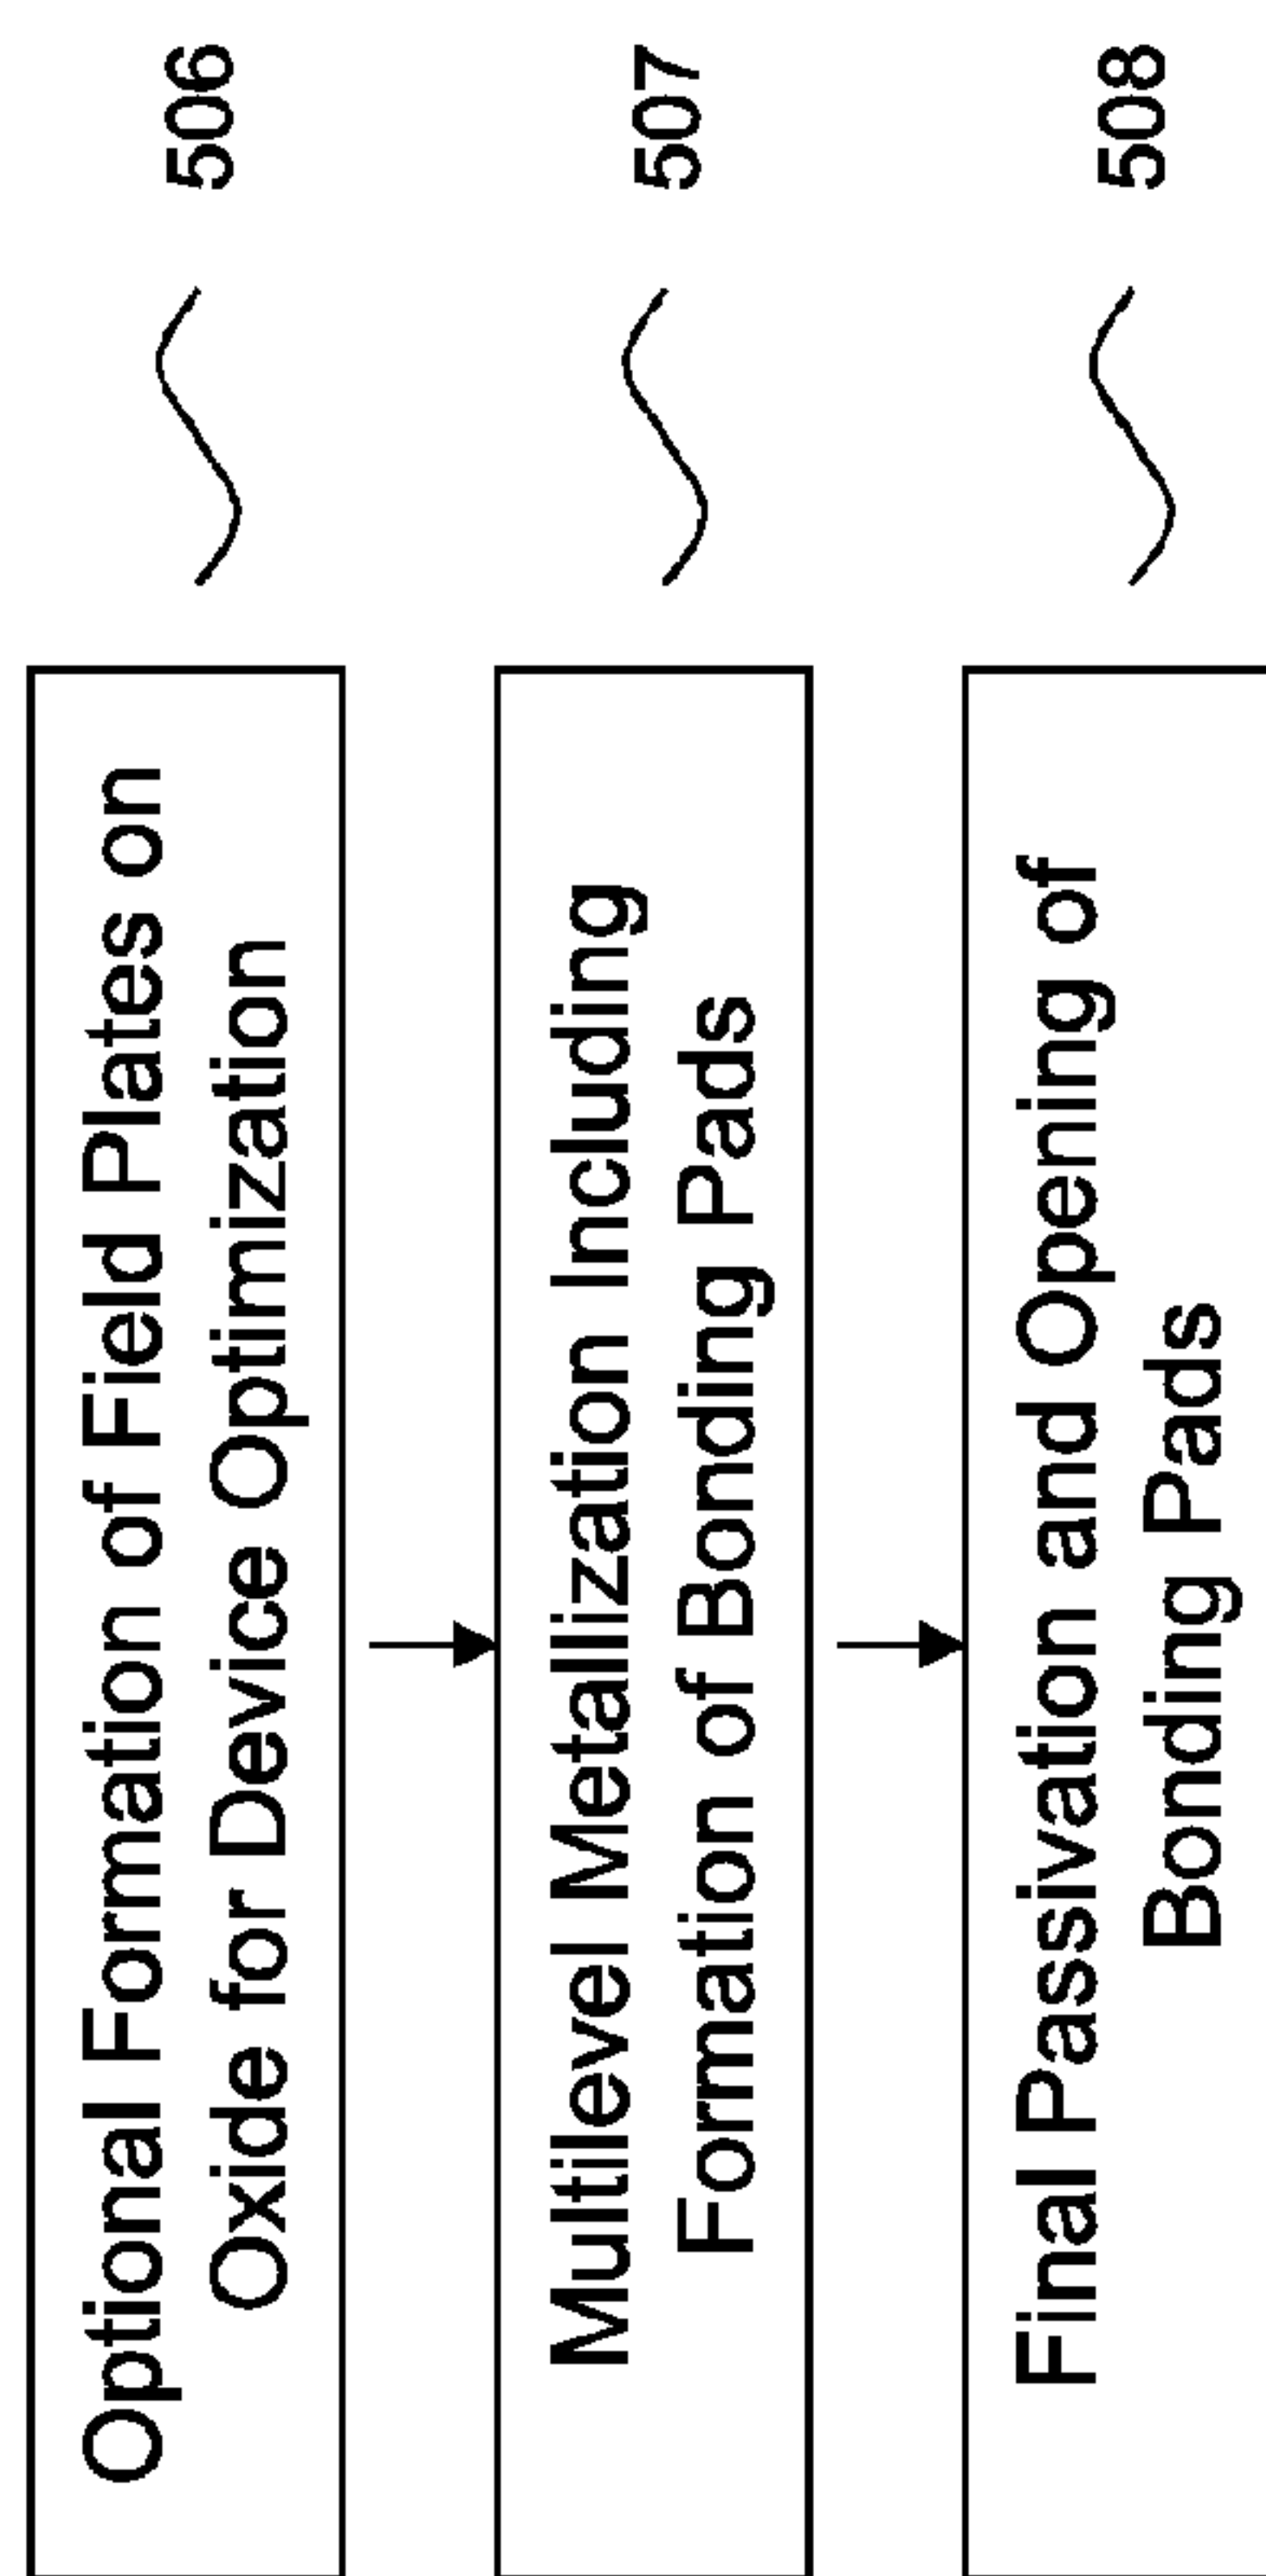 Optional Formation of Field Plates on
Oxide for Device Optimization
506
Multilevel Metallization Including
Formation of Bonding Pads
507
Final Passivation and Opening of
Bonding Pads
508